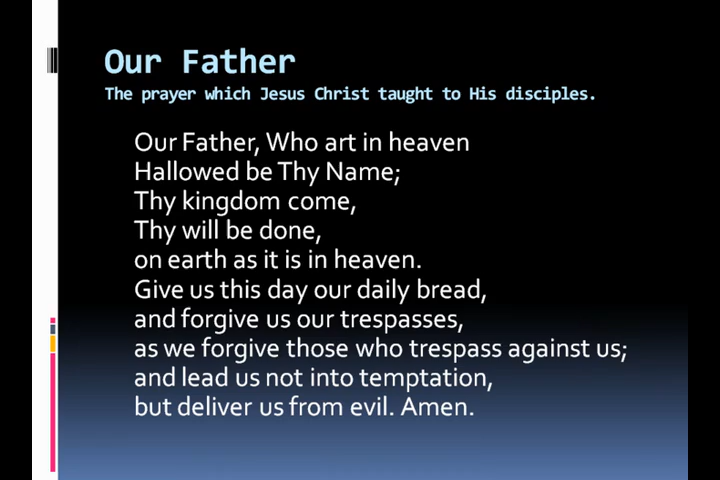 Our Father
The prayer which Jesus Christ taught to His disciples.
Our Father, Who art in heaven
Hallowed be Thy Name;
Thy kingdom come,
Thy will be done,
on earth as it is in heaven.
Give us this day our daily bread,
and forgive us our trespasses,
as we forgive those who trespass against us;
and lead us not into temptation,
but deliver us from evil. Amen.